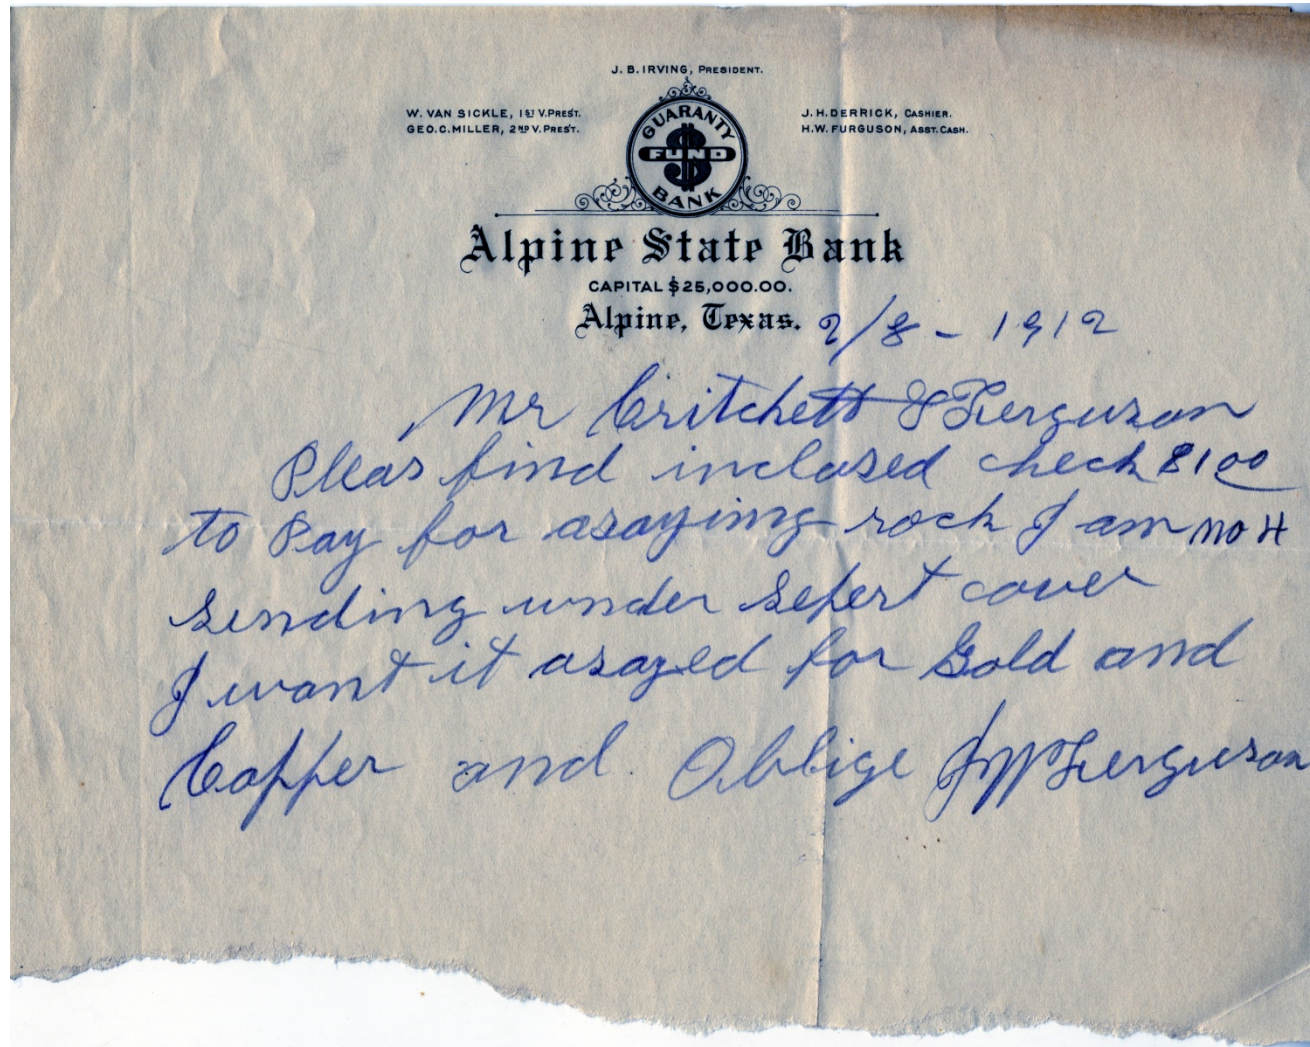 J. B. IRVING, PRESIDENT.
W. VAN SICKLE, 1ST V. PREST.
GEO. C. MILLER, 2ND V. PREST.
J. H. DERRICK, CASHIER.
H. W. FURGUSON, ASST. CASH.
GUARANTY
FUND
BANK
Alpine State Bank
CAPITAL $25,000.00.
Alpine, Texas. 2/8 - 1912
Mr Critchett & Ferguson
Pleas find inclosed check $1 00
to Pay for asaying rock I am
sending under sepert cover
I want it asayed for Gold and
Copper and Oblige Ferguson